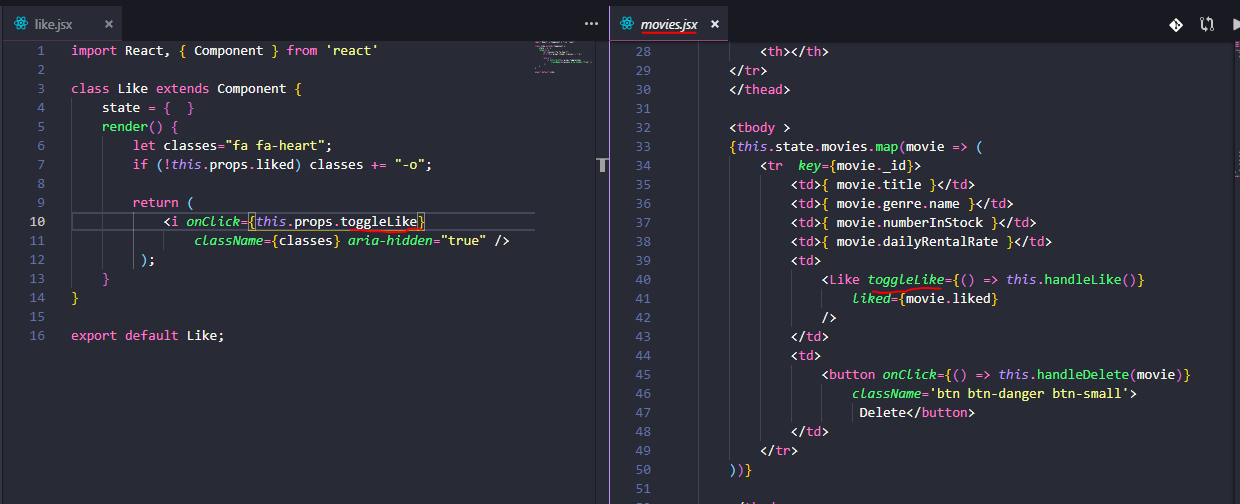 like.jsx ×
1 import React, { Component } from 'react'
2
3 class Like extends Component {
4 state = {  }
5 render() {
6 let classes="fa fa-heart";
7 if (!this.props.liked) classes += "-o";
8
9 return (
10 <i onClick={this.props.toggleLike}
11 className={classes} aria-hidden="true" />
12 );
13 }
14 }
15
16 export default Like;
movies.jsx ×
28 <th></th>
29 </tr>
30 </thead>
31
32 <tbody >
33 {this.state.movies.map(movie => (
34 <tr  key={movie._id}>
35 <td>{ movie.title }</td>
36 <td>{ movie.genre.name }</td>
37 <td>{ movie.numberInStock }</td>
38 <td>{ movie.dailyRentalRate }</td>
39 <td>
40 <Like toggleLike={() => this.handleLike()}
41 liked={movie.liked}
42 />
43 </td>
44 <td>
45 <button onClick={() => this.handleDelete(movie)}
46 className='btn btn-danger btn-small'>
47 Delete</button>
48 </td>
49 </tr>
50 ))}
51